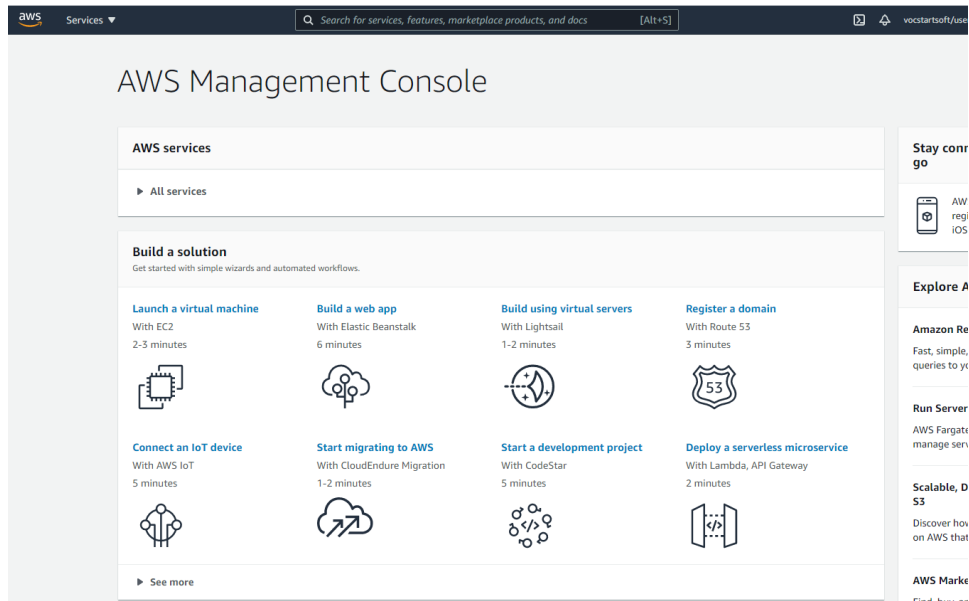 aws
Services ▼
Search for services, features, marketplace products, and docs [Alt+S]
vocstartsoft/use
AWS Management Console
AWS services
All services
Build a solution
Get started with simple wizards and automated workflows.
Launch a virtual machine
With EC2
2-3 minutes
Build a web app
With Elastic Beanstalk
6 minutes
Build using virtual servers
With Lightsail
1-2 minutes
Register a domain
With Route 53
3 minutes
53
Connect an IoT device
With AWS IoT
5 minutes
Start migrating to AWS
With CloudEndure Migration
1-2 minutes
Start a development project
With CodeStar
5 minutes
</>
Deploy a serverless microservice
With Lambda, API Gateway
2 minutes
</>
See more
Stay conn
go
AWS
regi
iOS
Explore A
Amazon Re
Fast, simple,
queries to yo
Run Server
AWS Fargate
manage serv
Scalable, D
S3
Discover how
on AWS that
AWS Marke